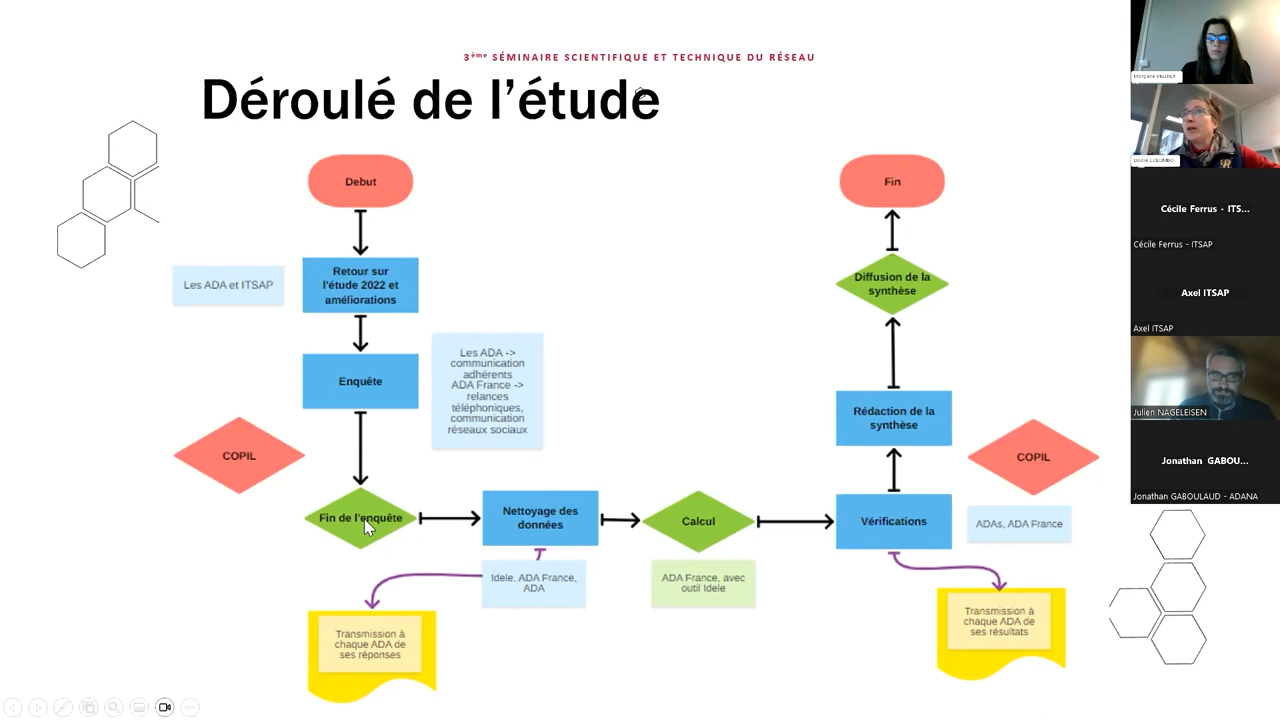 3ème SÉMINAIRE SCIENTIFIQUE ET TECHNIQUE DU RÉSEAU
Déroulé de l'étude
Debut
Les ADA et ITSAP
Retour sur
l'étude 2022 et
améliorations
Enquête
Les ADA ->
communication
adhérents
ADA France ->
relances
téléphoniques,
communication
réseaux sociaux
COPIL
Fin de l'enquête
Nettoyage des
données
Idele, ADA France,
ADA
Transmission à
chaque ADA de
ses réponses
Calcul
ADA France, avec
outil Idele
Vérifications
ADAs, ADA France
COPIL
Transmission à
chaque ADA de
ses résultats
Rédaction de la
synthèse
Diffusion de la
synthèse
Fin
Morgane VIGUIER
COLOMBO
Cécile Ferrus - ITS...
Cécile Ferrus - ITSAP
Axel ITSAP
Axel ITSAP
Julien NAGELEISEN
Jonathan GABOU...
Jonathan GABOULAUD - ADANA